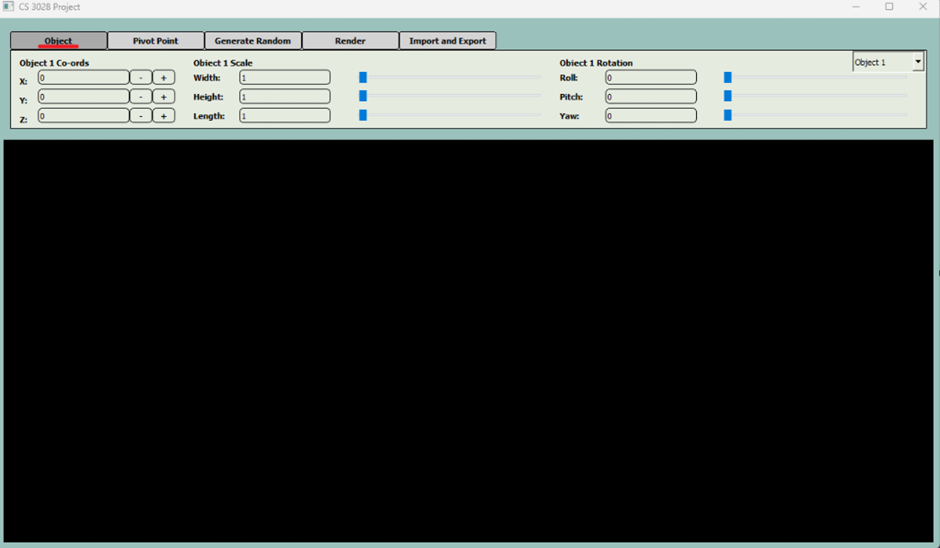 CS 3028 Project
Object Pivot Point Generate Random Render Import and Export
Object 1 Co-ords Object 1 Scale Object 1 Rotation Object 1
X: 0 - + Width: 1 Roll: 0
Y: 0 - + Height: 1 Pitch: 0
Z: 0 - + Length: 1 Yaw: 0